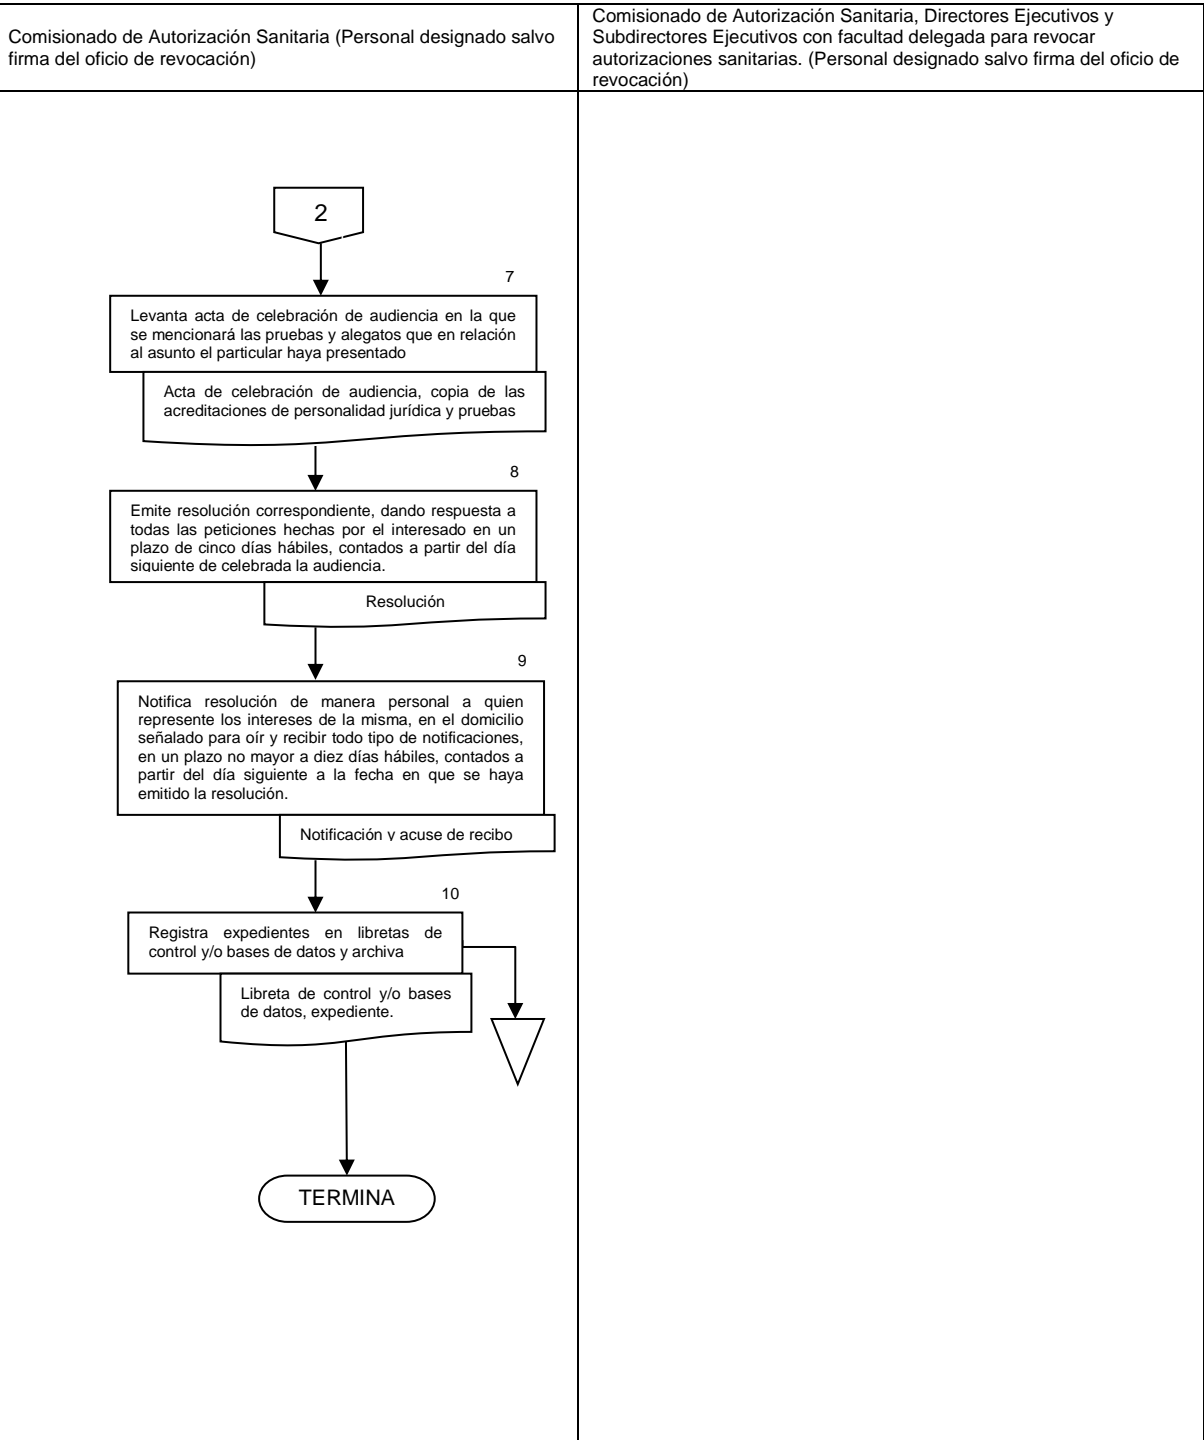 Comisionado de Autorización Sanitaria (Personal designado salvo
firma del oficio de revocación)
Comisionado de Autorización Sanitaria, Directores Ejecutivos y
Subdirectores Ejecutivos con facultad delegada para revocar
autorizaciones sanitarias. (Personal designado salvo firma del oficio de
revocación)
2
7
Levanta acta de celebración de audiencia en la que
se mencionará las pruebas y alegatos que en relación
al asunto el particular haya presentado
Acta de celebración de audiencia, copia de las
acreditaciones de personalidad jurídica y pruebas
8
Emite resolución correspondiente, dando respuesta a
todas las peticiones hechas por el interesado en un
plazo de cinco días hábiles, contados a partir del día
siguiente de celebrada la audiencia.
Resolución
9
Notifica resolución de manera personal a quien
represente los intereses de la misma, en el domicilio
señalado para oír y recibir todo tipo de notificaciones,
en un plazo no mayor a diez días hábiles, contados a
partir del día siguiente a la fecha en que se haya
emitido la resolución.
Notificación y acuse de recibo
10
Registra expedientes en libretas de
control y/o bases de datos y archiva
Libreta de control y/o bases
de datos, expediente.
TERMINA